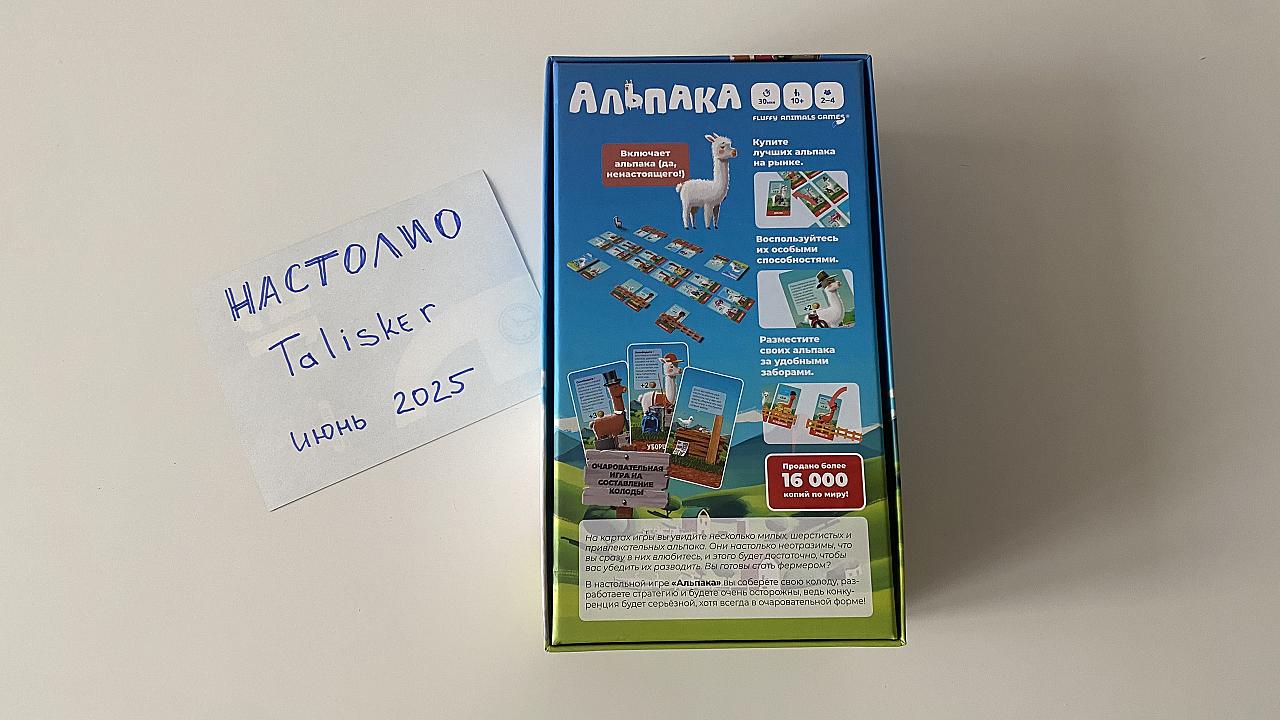 НАСТОЛИО
Talisker
июнь 2025
Альпака
30мин
10+
2–4
FLUFFY ANIMALS GAMES®
Включает
альпака (да,
ненастоящего!)
Купите
лучших альпака
на рынке.
Воспользуйтесь
их особыми
способностями.
Разместите
своих альпака
за удобными
заборами.
+3
+2
УБОР
+2
ОЧАРОВАТЕЛЬНАЯ
ИГРА НА
СОСТАВЛЕНИЕ
КОЛОДЫ
Продано более
16 000
копий по миру!
На картах игры вы увидите несколько милых, шерстистых и
привлекательных альпака. Они настолько неотразимы, что
вы сразу в них влюбитесь, и этого будет достаточно, чтобы
вас убедить их разводить. Вы готовы стать фермером?
В настольной игре «Альпака» вы соберёте свою колоду, раз-
работаете стратегию и будете очень осторожны, ведь конку-
ренция будет серьёзной, хотя всегда в очаровательной форме!